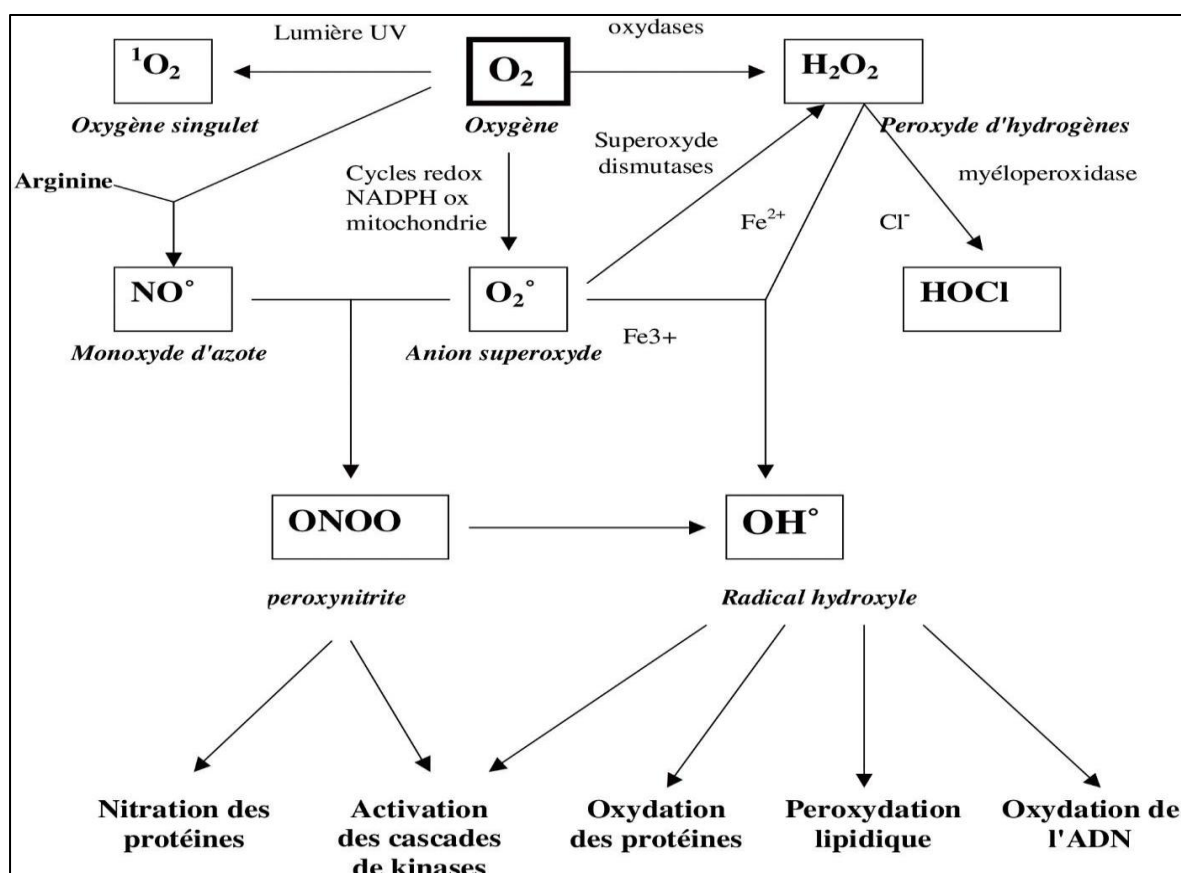 Lumière UV
oxydases
¹O₂
O₂
H₂O₂
Oxygène singulet
Oxygène
Peroxyde d'hydrogènes
Superoxyde
dismutases
Arginine
Cycles redox
NADPH ox
mitochondrie
myéloperoxidase
Fe²⁺
Cl⁻
NO°
O₂°
HOCl
Monoxyde d'azote
Anion superoxyde
Fe3+
ONOO
OH°
peroxynitrite
Radical hydroxyle
Nitration des
protéines
Activation
des cascades
de kinases
Oxydation
des protéines
Peroxydation
lipidique
Oxydation de
l'ADN